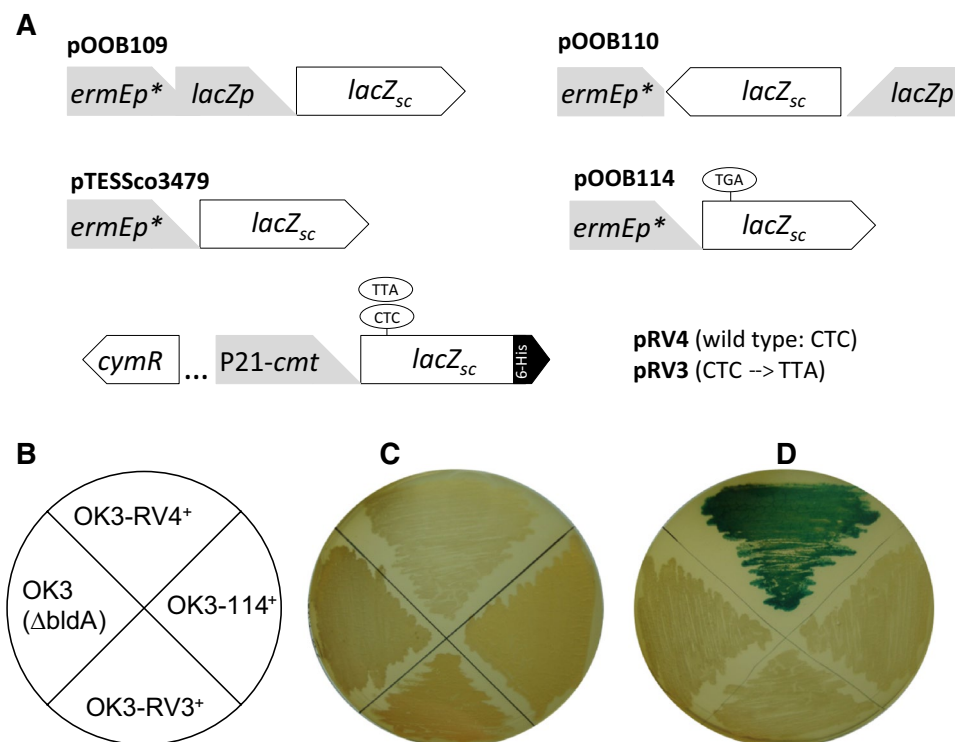 A
pOOB109
ermEp* lacZp lacZsc
pOOB110
ermEp* lacZsc lacZp
pTESSco3479
ermEp* lacZsc
pOOB114
TGA
ermEp* lacZsc
TTA
CTC
cymR ... P21-cmt lacZsc 6-His
pRV4 (wild type: CTC)
pRV3 (CTC --> TTA)
B
OK3-RV4+
OK3
(ΔbldA)
OK3-114+
OK3-RV3+
C
D